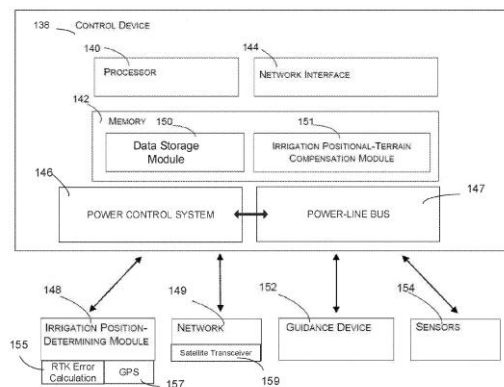 138
CONTROL DEVICE
140
PROCESSOR
144
NETWORK INTERFACE
142
MEMORY
150
Data Storage
Module
151
IRRIGATION POSITIONAL-TERRAIN
COMPENSATION MODULE
146
POWER CONTROL SYSTEM
147
POWER-LINE BUS
148
IRRIGATION POSITION-
DETERMINING MODULE
155
RTK Error
Calculation
GPS
157
149
NETWORK
Satellite Transceiver
159
152
GUIDANCE DEVICE
154
SENSORS